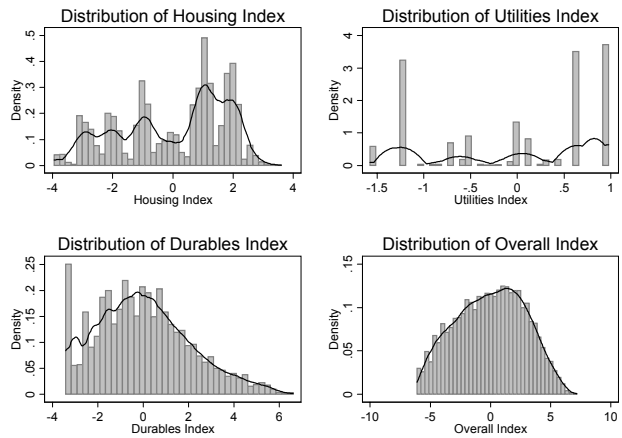 Distribution of Housing Index
Density
0 .1 .2 .3 .4 .5
-4 -2 0 2 4
Housing Index
Distribution of Utilities Index
Density
0 1 2 3 4
-1.5 -1 -.5 0 .5 1
Utilities Index
Distribution of Durables Index
Density
0 .05 .1 .15 .2 .25
-4 -2 0 2 4 6
Durables Index
Distribution of Overall Index
Density
0 .05 .1 .15
-10 -5 0 5 10
Overall Index